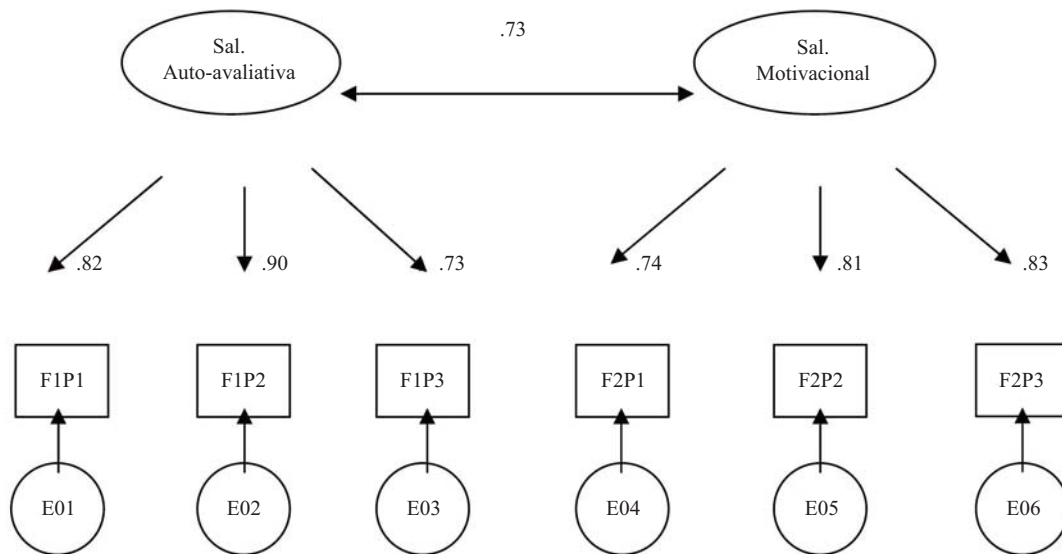 .73
Sal.
Auto-avaliativa
Sal.
Motivacional
.82
.90
.73
.74
.81
.83
F1P1
F1P2
F1P3
F2P1
F2P2
F2P3
E01
E02
E03
E04
E05
E06